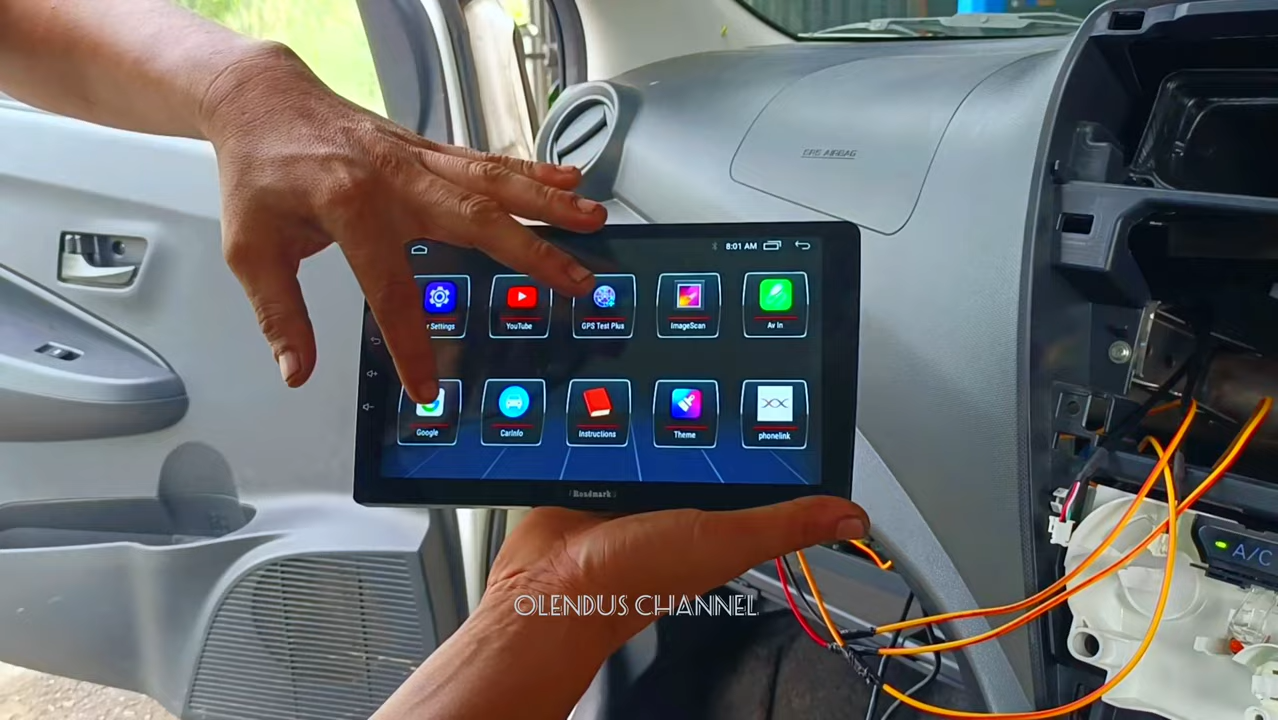 SRS AIRBAG
8:01 AM
r Settings
YouTube
GPS Test Plus
ImageScan
Av In
Google
CarInfo
Instructions
Theme
phonelink
Roadmark
A/C
OLENDUS CHANNEL